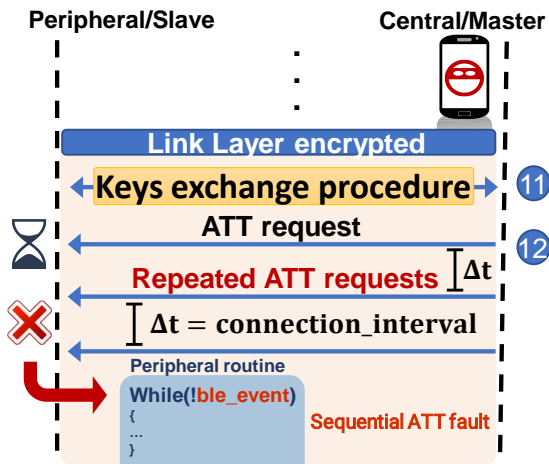 Peripheral/Slave
Central/Master
.
.
.
Link Layer encrypted
Keys exchange procedure
11
ATT request
12
Repeated ATT requests
Δt
Δt = connection_interval
Peripheral routine
While(!ble_event)
{
...
}
Sequential ATT fault